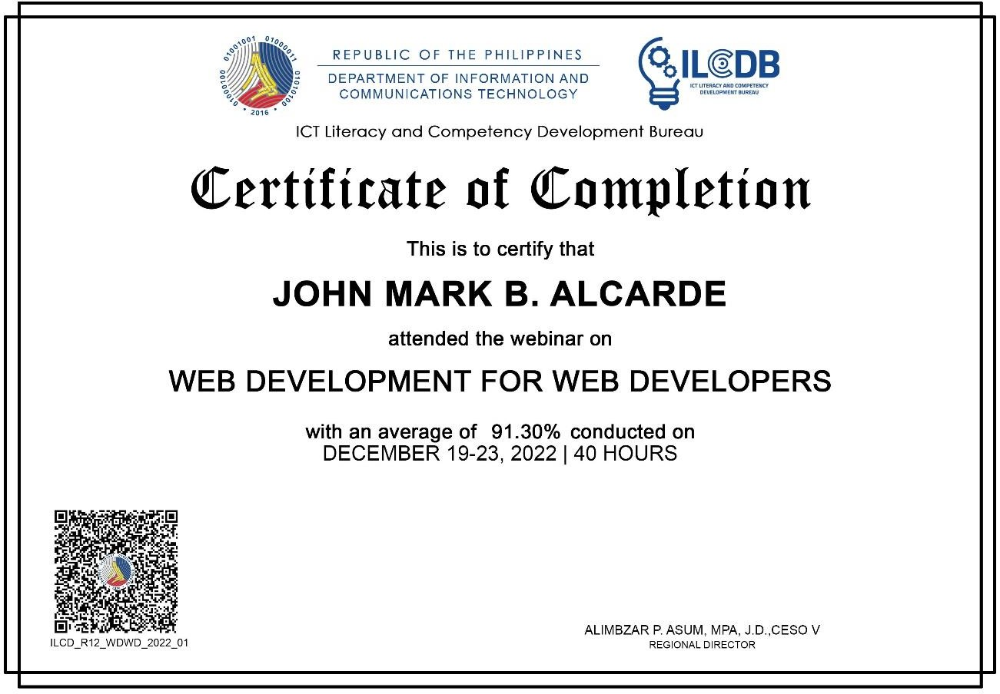 01000100 01001001 01000011 01010100
2016
REPUBLIC OF THE PHILIPPINES
DEPARTMENT OF INFORMATION AND
COMMUNICATIONS TECHNOLOGY
ILCDB
ICT LITERACY AND COMPETENCY
DEVELOPMENT BUREAU
ICT Literacy and Competency Development Bureau
Certificate of Completion
This is to certify that
JOHN MARK B. ALCARDE
attended the webinar on
WEB DEVELOPMENT FOR WEB DEVELOPERS
with an average of 91.30% conducted on
DECEMBER 19-23, 2022 | 40 HOURS
ILCD_R12_WDWD_2022_01
ALIMBZAR P. ASUM, MPA, J.D.,CESO V
REGIONAL DIRECTOR